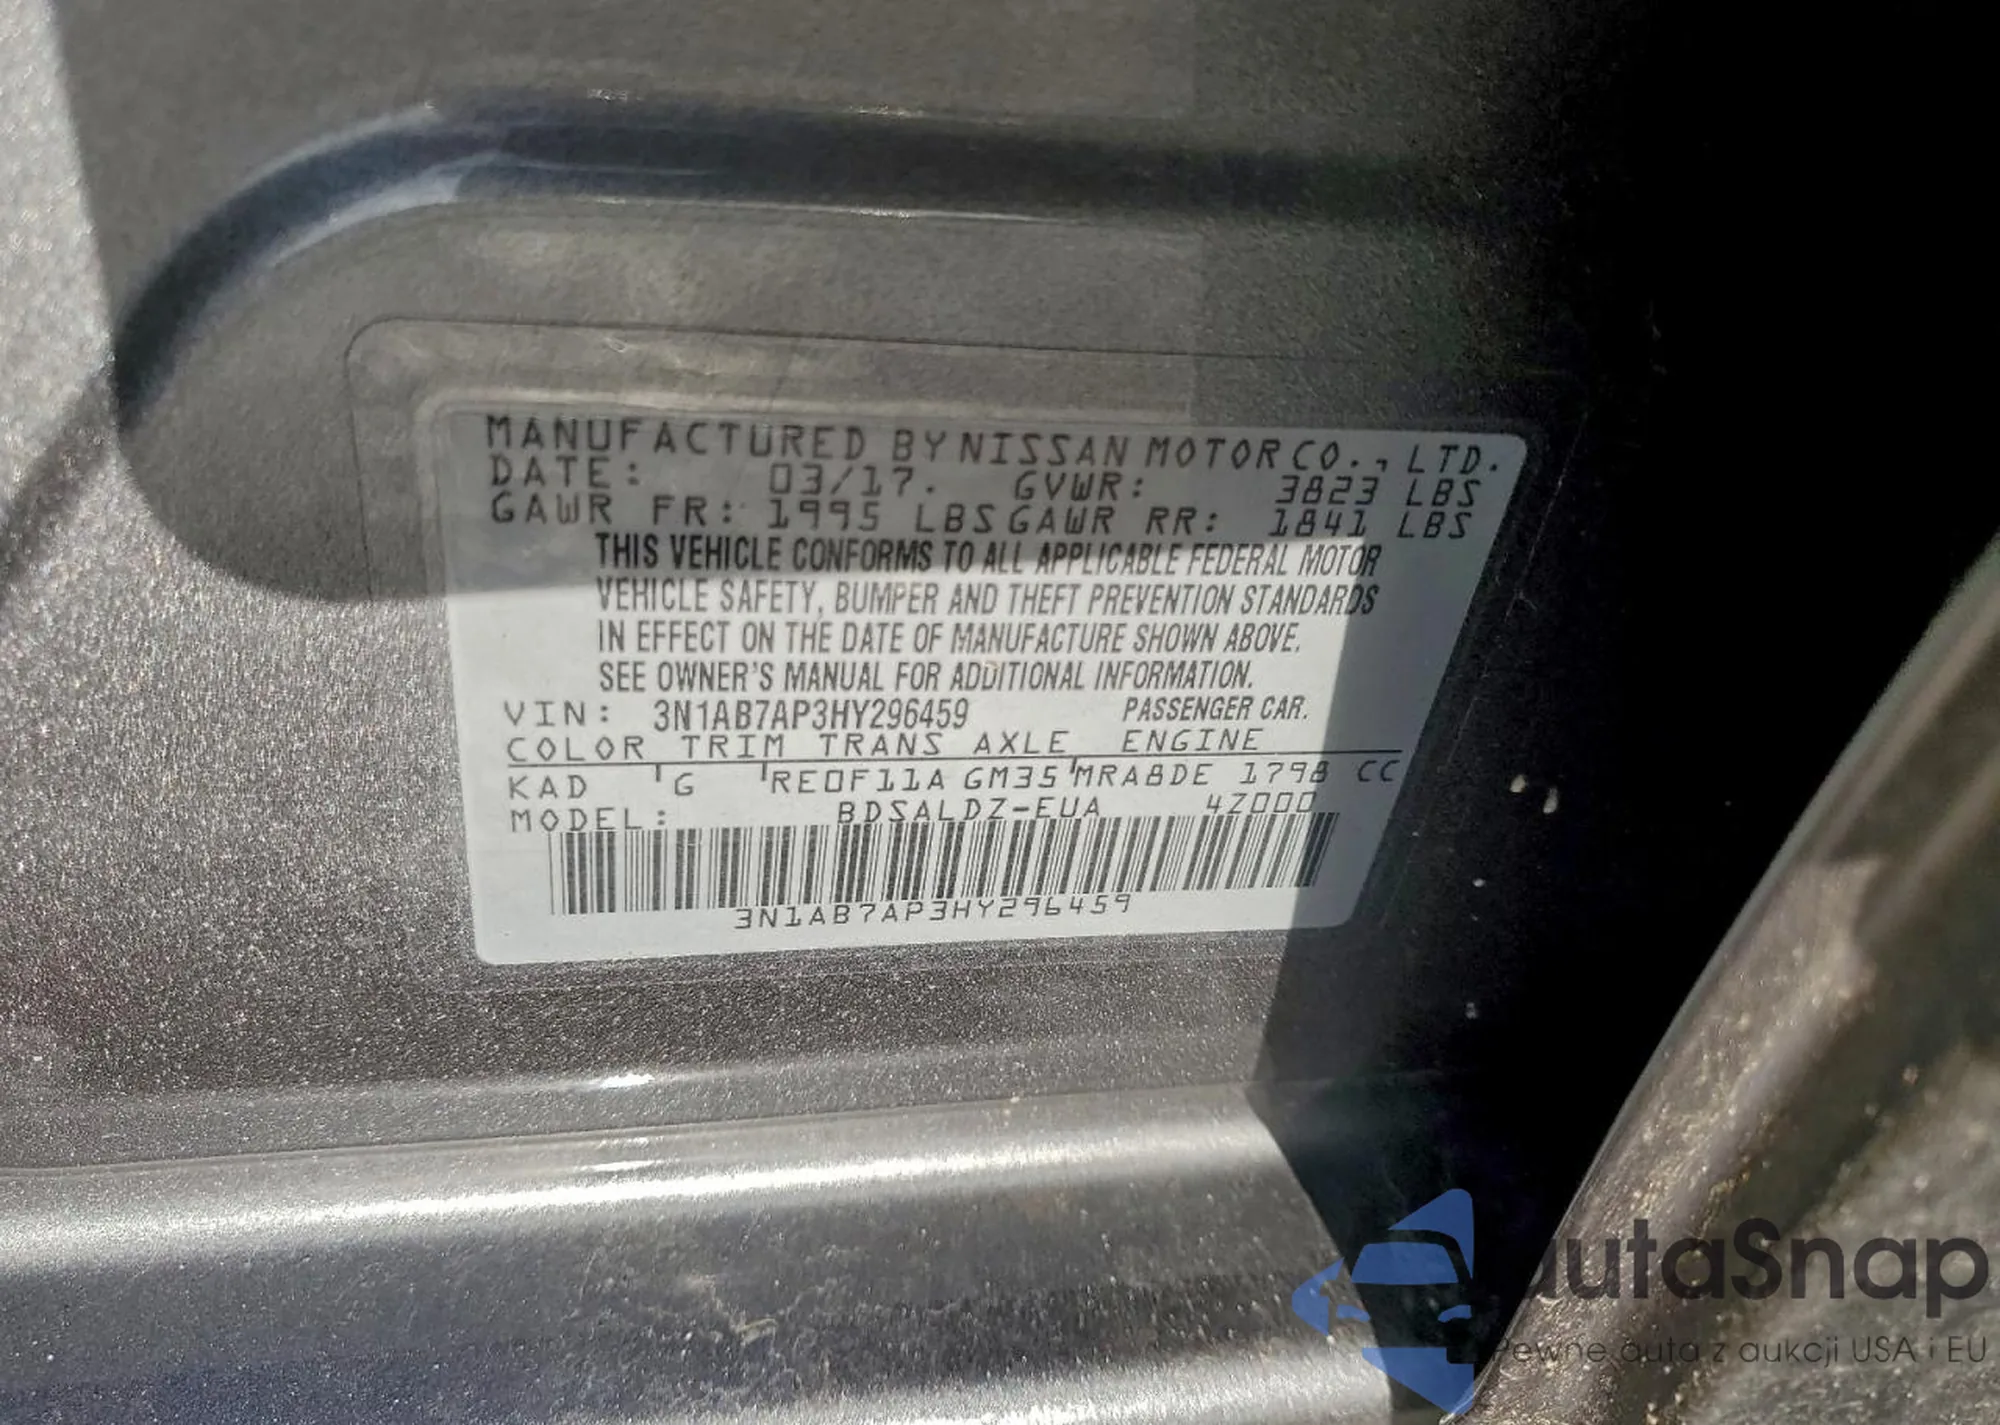 MANUFACTURED BY NISSAN MOTOR CO., LTD.
DATE: 03/17. GVWR: 3823 LBS
GAWR FR: 1995 LBS GAWR RR: 1841 LBS
THIS VEHICLE CONFORMS TO ALL APPLICABLE FEDERAL MOTOR
VEHICLE SAFETY, BUMPER AND THEFT PREVENTION STANDARDS
IN EFFECT ON THE DATE OF MANUFACTURE SHOWN ABOVE.
SEE OWNER'S MANUAL FOR ADDITIONAL INFORMATION.
VIN: 3N1AB7AP3HY296459 PASSENGER CAR.
COLOR TRIM TRANS AXLE ENGINE
KAD G RE0F11A GM35 MRA8DE 1798 CC
MODEL: BDSALDZ-EUA 4Z000
3N1AB7AP3HY296459
autaSnap
Pewne auta z aukcji USA i EU